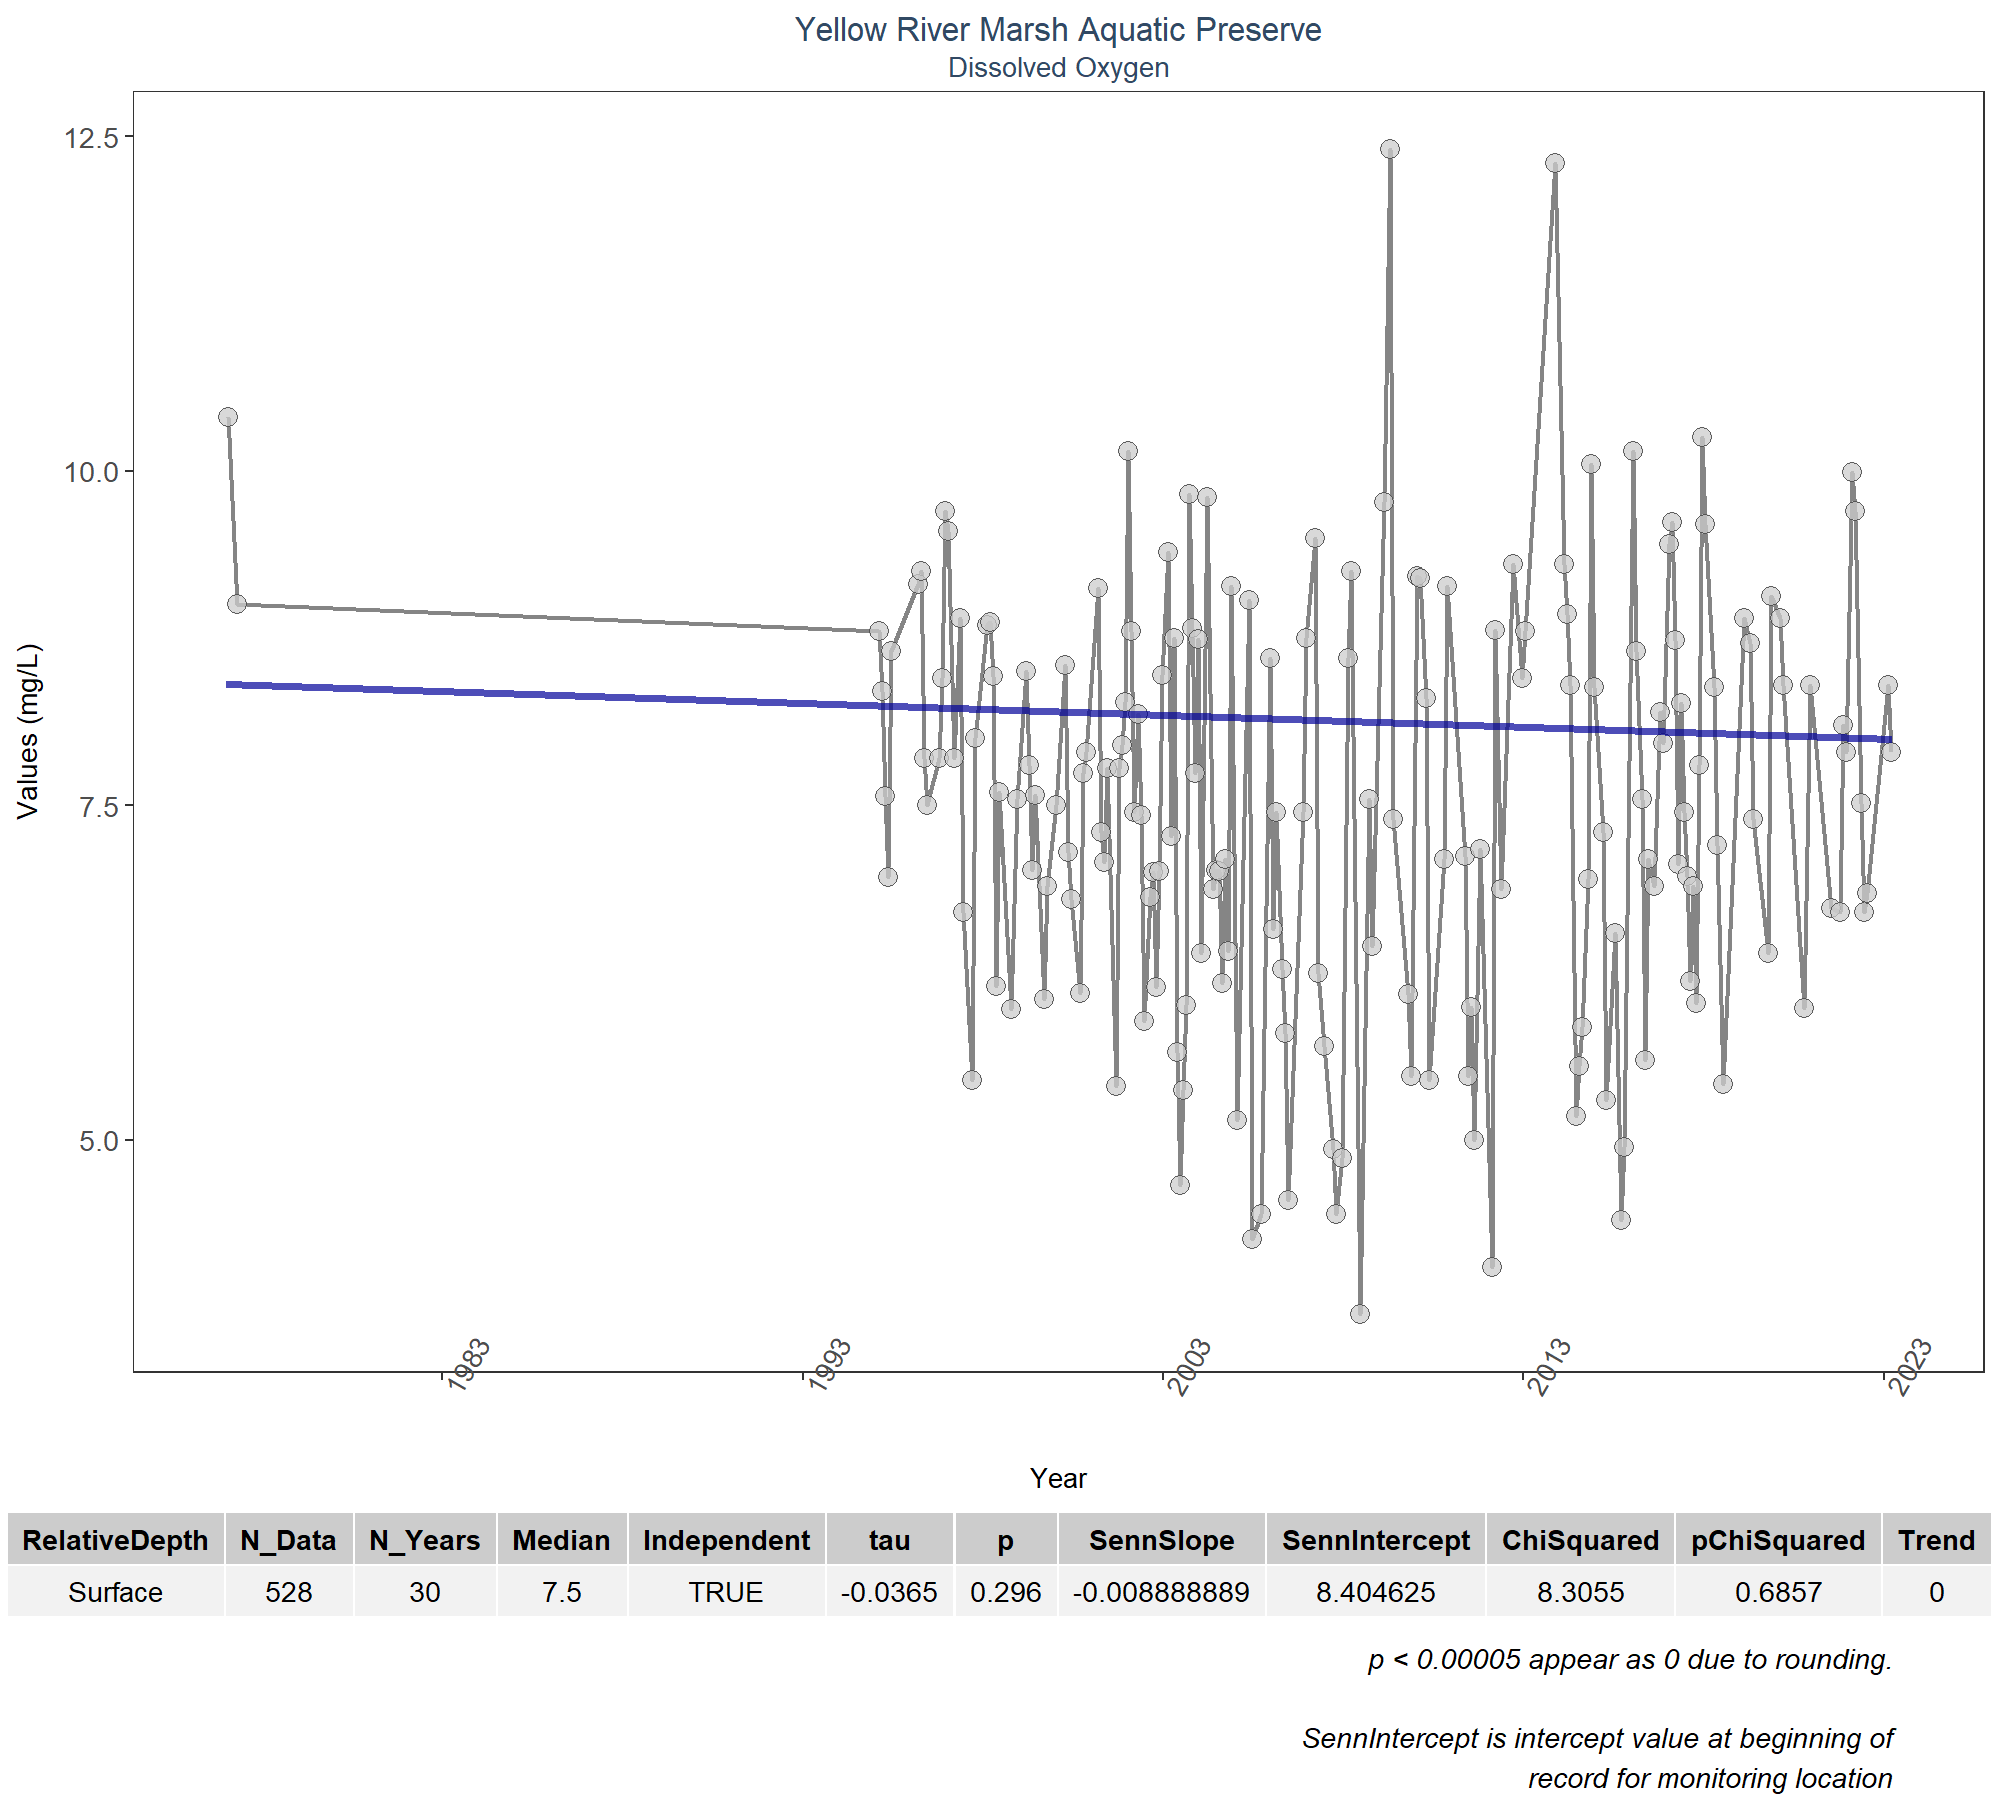 Yellow River Marsh Aquatic Preserve
Dissolved Oxygen
12.5
10.0
7.5
5.0
Values (mg/L)
1983
1993
2003
2013
2023
Year
RelativeDepth N_Data N_Years Median Independent tau p SennSlope SennIntercept ChiSquared pChiSquared Trend
Surface 528 30 7.5 TRUE -0.0365 0.296 -0.008888889 8.404625 8.3055 0.6857 0
p < 0.00005 appear as 0 due to rounding.
SennIntercept is intercept value at beginning of
record for monitoring location